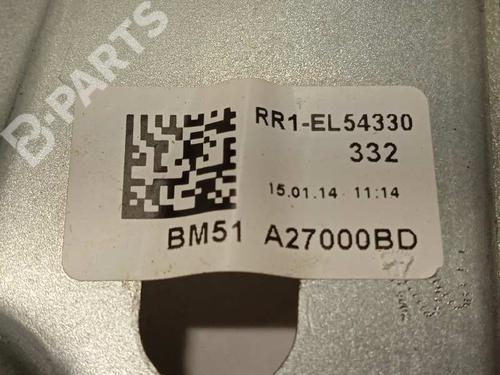 B-PARTS
RR1-EL54330
332
15.01.14 11:14
BM51 A27000BD